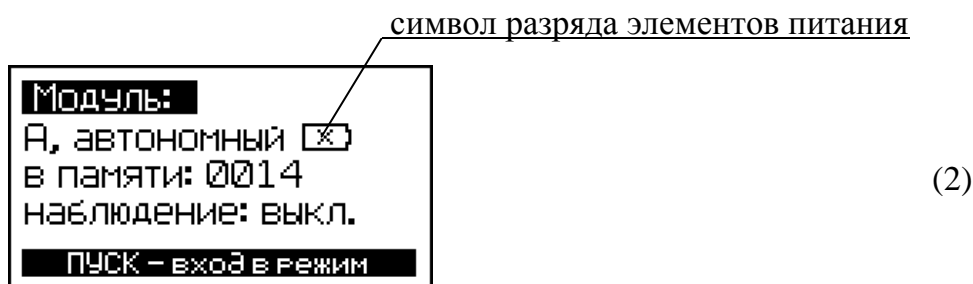 символ разряда элементов питания
Модуль:
А, автономный
в памяти: 0014
наблюдение: выкл.
ПУСК – вход в режим
(2)